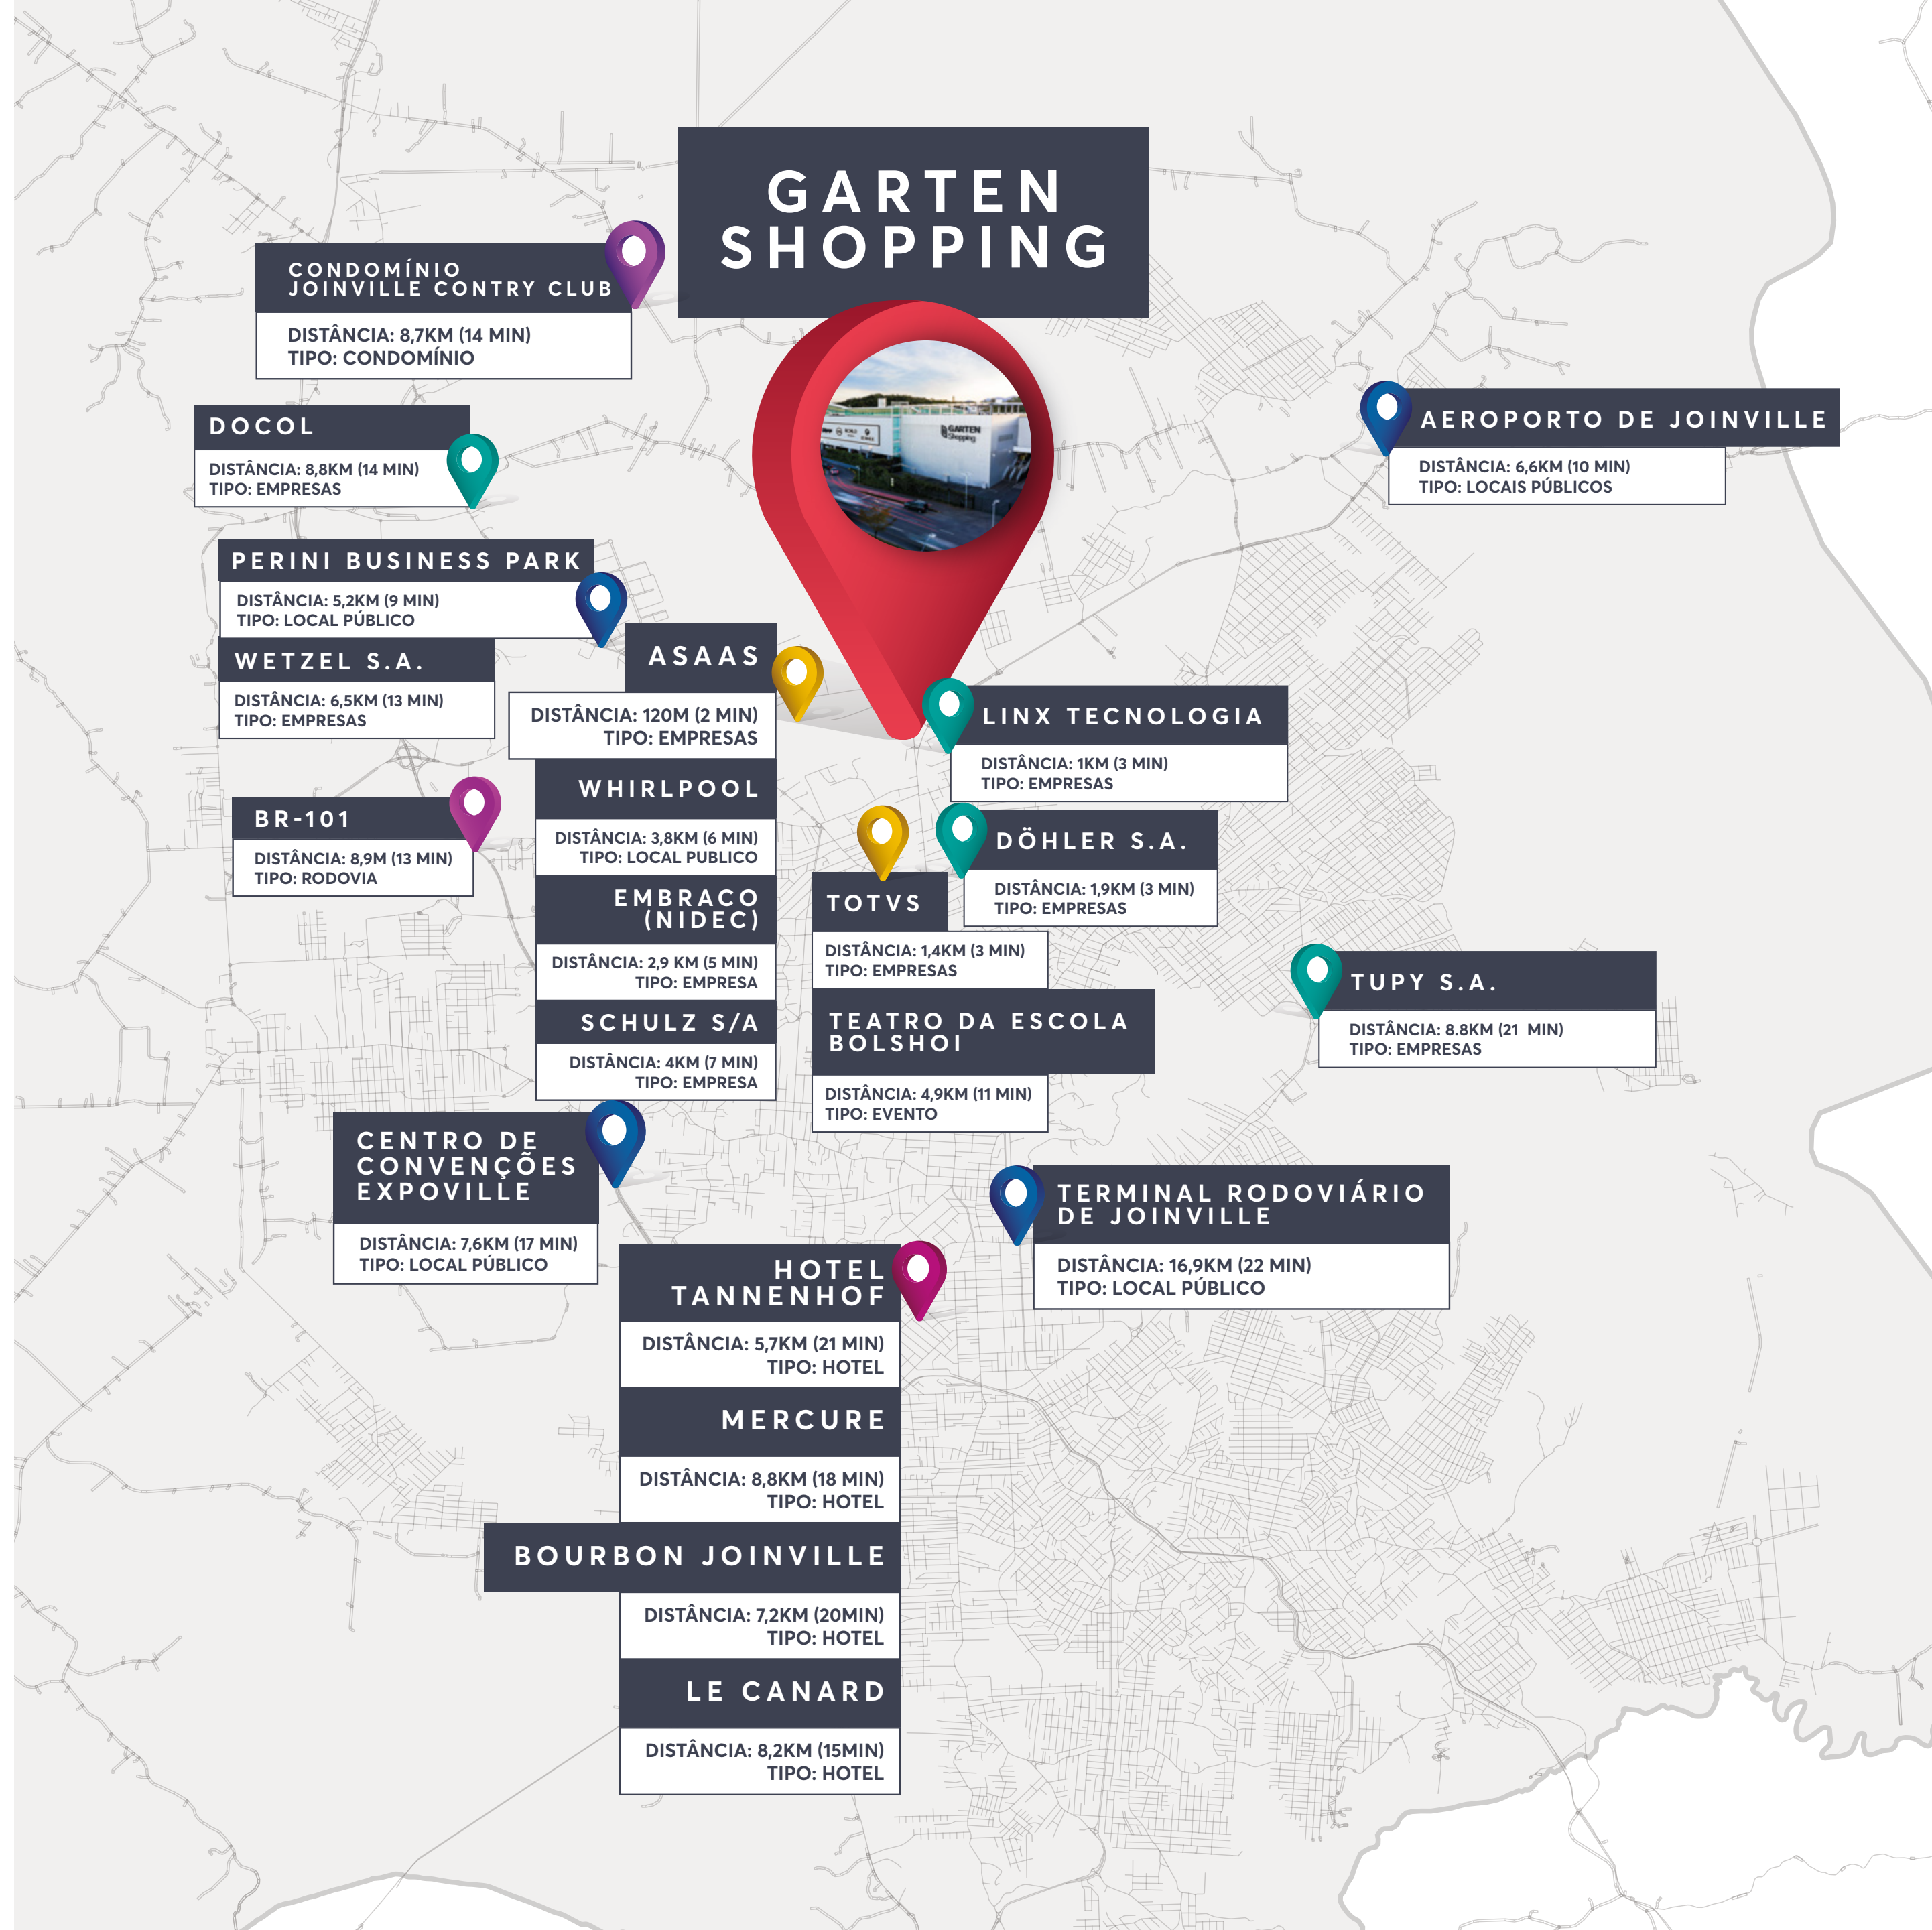 GARTEN
SHOPPING
GARTEN
Shopping
CONDOMÍNIO
JOINVILLE CONTRY CLUB
DISTÂNCIA: 8,7KM (14 MIN)
TIPO: CONDOMÍNIO
DOCOL
DISTÂNCIA: 8,8KM (14 MIN)
TIPO: EMPRESAS
AEROPORTO DE JOINVILLE
DISTÂNCIA: 6,6KM (10 MIN)
TIPO: LOCAIS PÚBLICOS
PERINI BUSINESS PARK
DISTÂNCIA: 5,2KM (9 MIN)
TIPO: LOCAL PÚBLICO
WETZEL S.A.
DISTÂNCIA: 6,5KM (13 MIN)
TIPO: EMPRESAS
ASAAS
DISTÂNCIA: 120M (2 MIN)
TIPO: EMPRESAS
LINX TECNOLOGIA
DISTÂNCIA: 1KM (3 MIN)
TIPO: EMPRESAS
BR-101
DISTÂNCIA: 8,9M (13 MIN)
TIPO: RODOVIA
WHIRLPOOL
DISTÂNCIA: 3,8KM (6 MIN)
TIPO: LOCAL PUBLICO
EMBRACO
(NIDEC)
DISTÂNCIA: 2,9 KM (5 MIN)
TIPO: EMPRESA
SCHULZ S/A
DISTÂNCIA: 4KM (7 MIN)
TIPO: EMPRESA
DÖHLER S.A.
DISTÂNCIA: 1,9KM (3 MIN)
TIPO: EMPRESAS
TOTVS
DISTÂNCIA: 1,4KM (3 MIN)
TIPO: EMPRESAS
TEATRO DA ESCOLA
BOLSHOI
DISTÂNCIA: 4,9KM (11 MIN)
TIPO: EVENTO
TUPY S.A.
DISTÂNCIA: 8.8KM (21 MIN)
TIPO: EMPRESAS
CENTRO DE
CONVENÇÕES
EXPOVILLE
DISTÂNCIA: 7,6KM (17 MIN)
TIPO: LOCAL PÚBLICO
TERMINAL RODOVIÁRIO
DE JOINVILLE
DISTÂNCIA: 16,9KM (22 MIN)
TIPO: LOCAL PÚBLICO
HOTEL
TANNENHOF
DISTÂNCIA: 5,7KM (21 MIN)
TIPO: HOTEL
MERCURE
DISTÂNCIA: 8,8KM (18 MIN)
TIPO: HOTEL
BOURBON JOINVILLE
DISTÂNCIA: 7,2KM (20MIN)
TIPO: HOTEL
LE CANARD
DISTÂNCIA: 8,2KM (15MIN)
TIPO: HOTEL